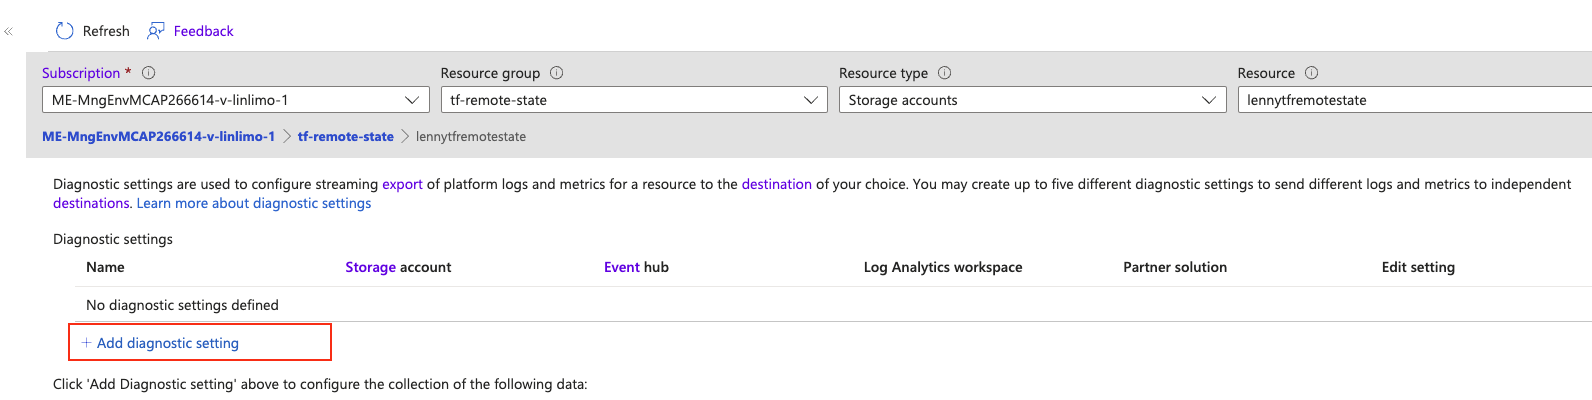 « Refresh Feedback
Subscription * Resource group Resource type Resource
ME-MngEnvMCAP266614-v-linlimo-1 tf-remote-state Storage accounts lennytfremotestate
ME-MngEnvMCAP266614-v-linlimo-1 > tf-remote-state > lennytfremotestate
Diagnostic settings are used to configure streaming export of platform logs and metrics for a resource to the destination of your choice. You may create up to five different diagnostic settings to send different logs and metrics to independent
destinations. Learn more about diagnostic settings
Diagnostic settings
Name Storage account Event hub Log Analytics workspace Partner solution Edit setting
No diagnostic settings defined
+ Add diagnostic setting
Click 'Add Diagnostic setting' above to configure the collection of the following data: